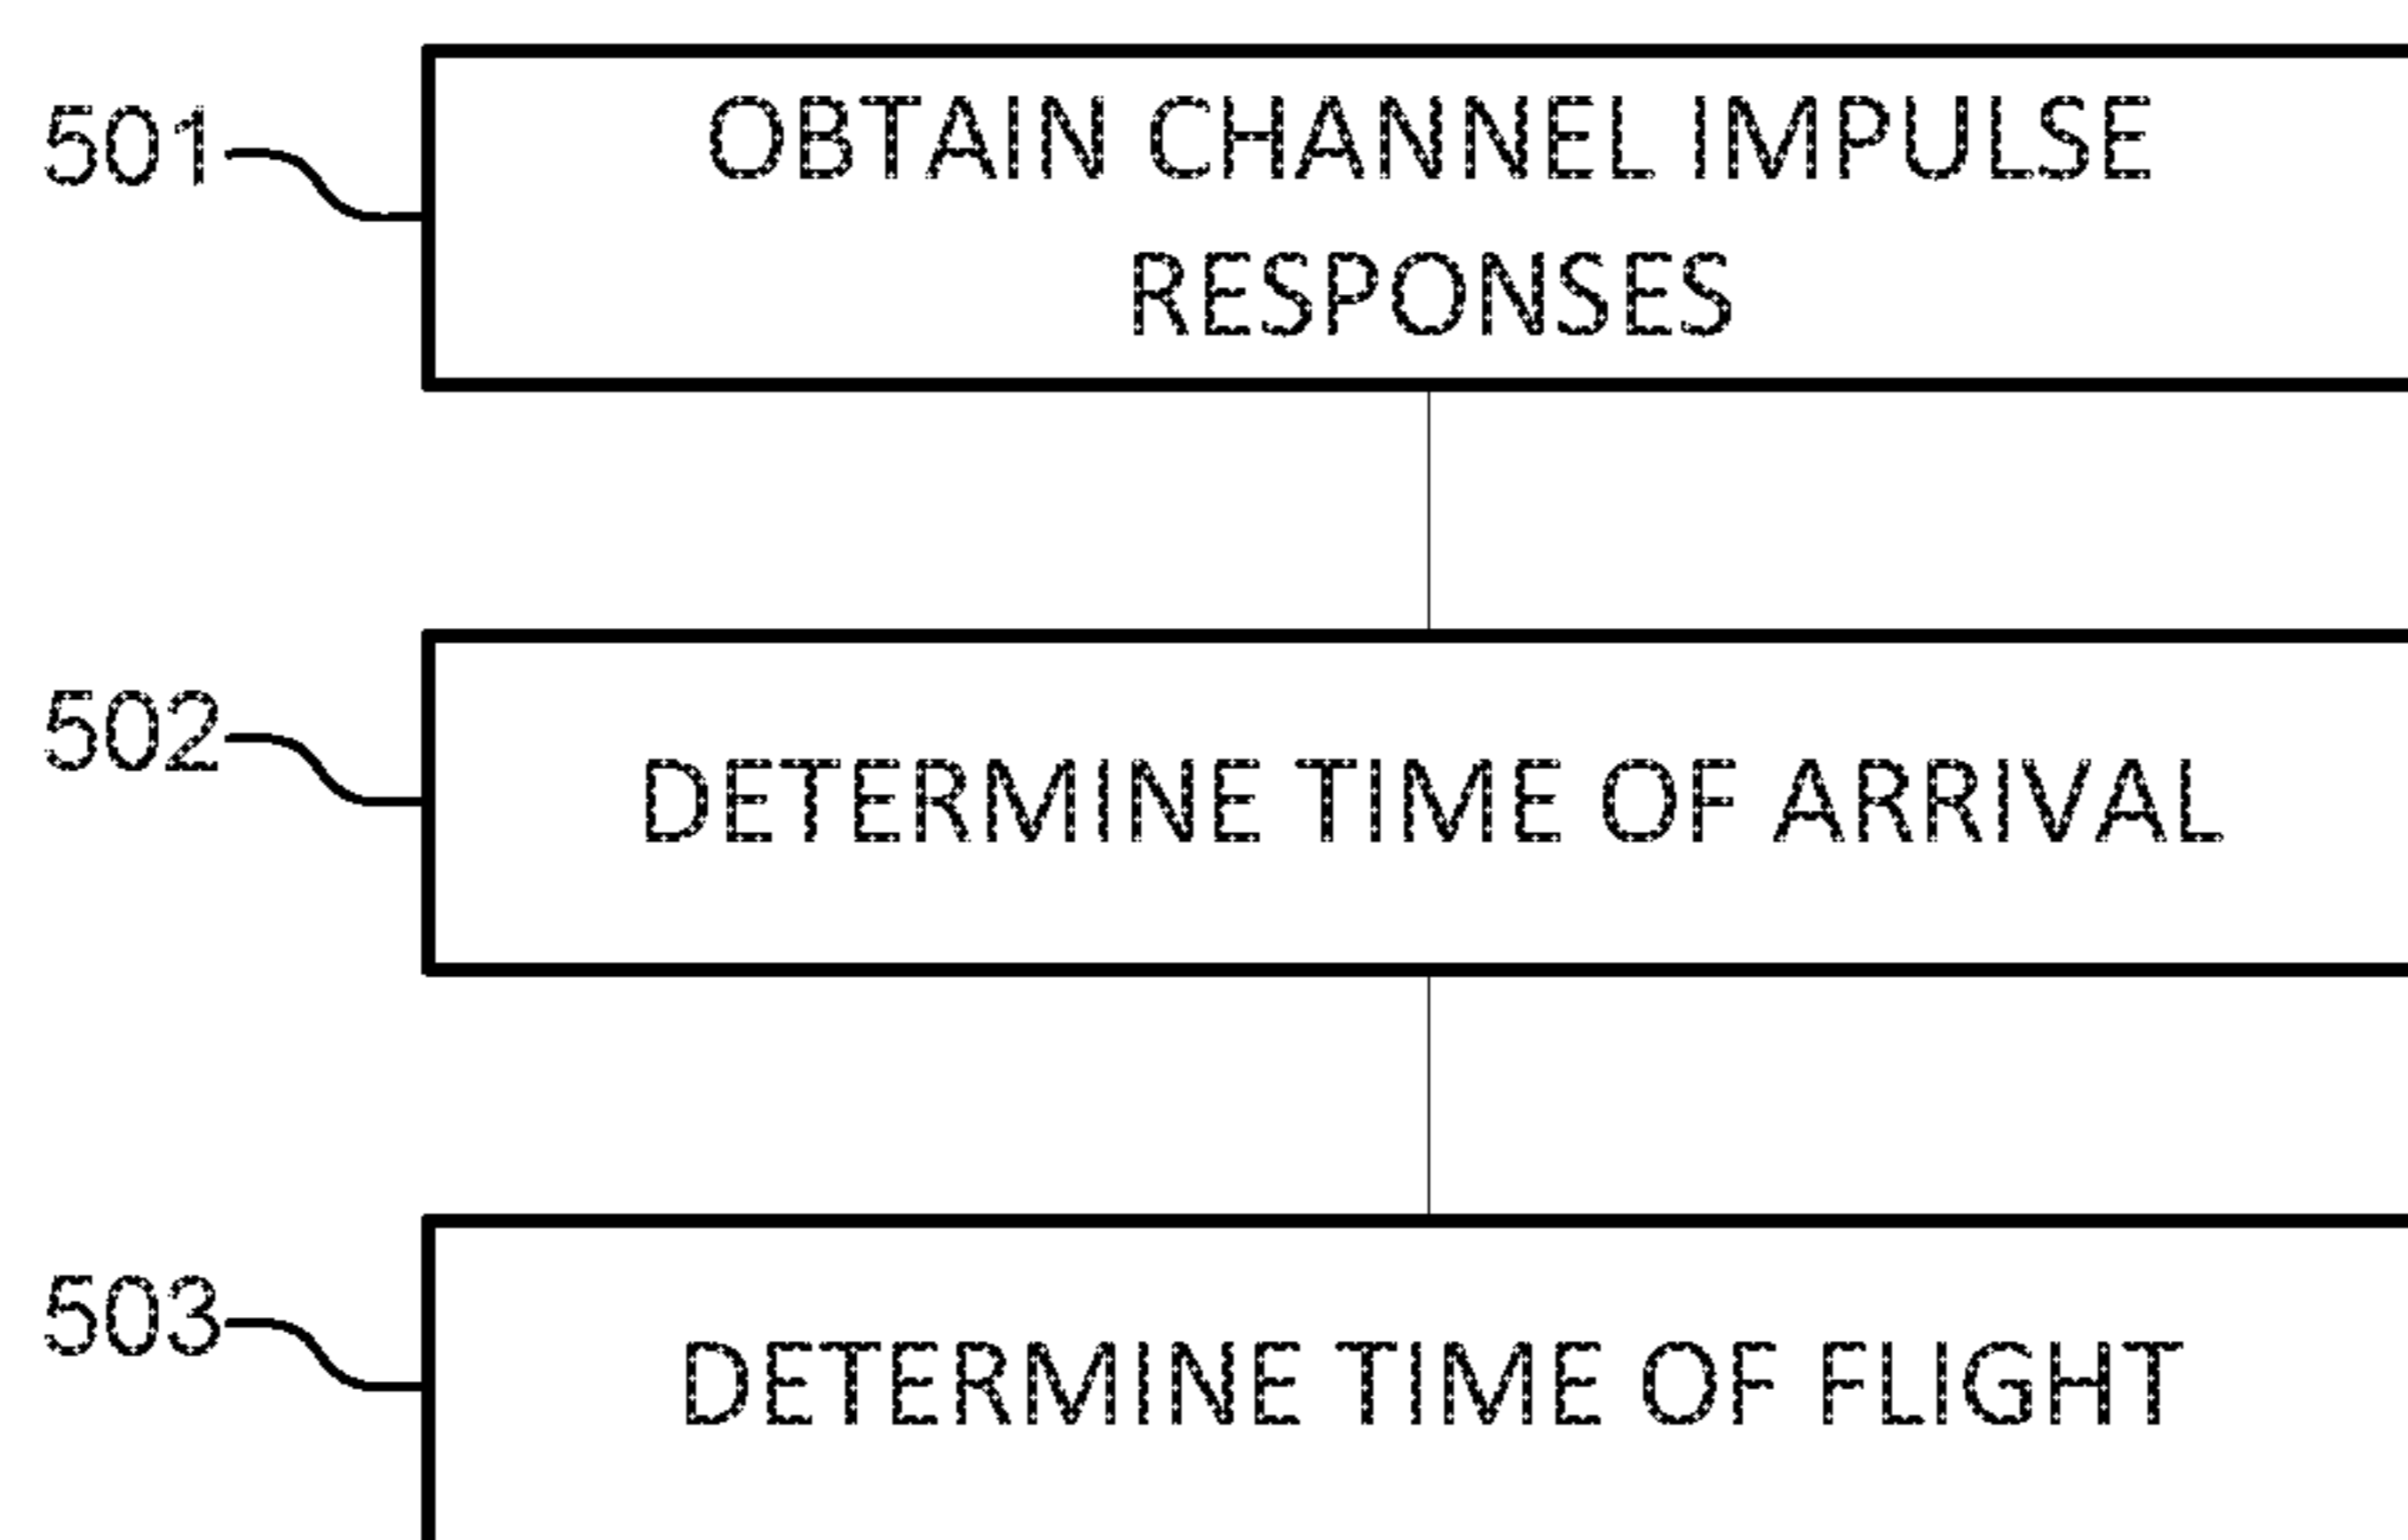 501
OBTAIN CHANNEL IMPULSE
RESPONSES
502
DETERMINE TIME OF ARRIVAL
503
DETERMINE TIME OF FLIGHT